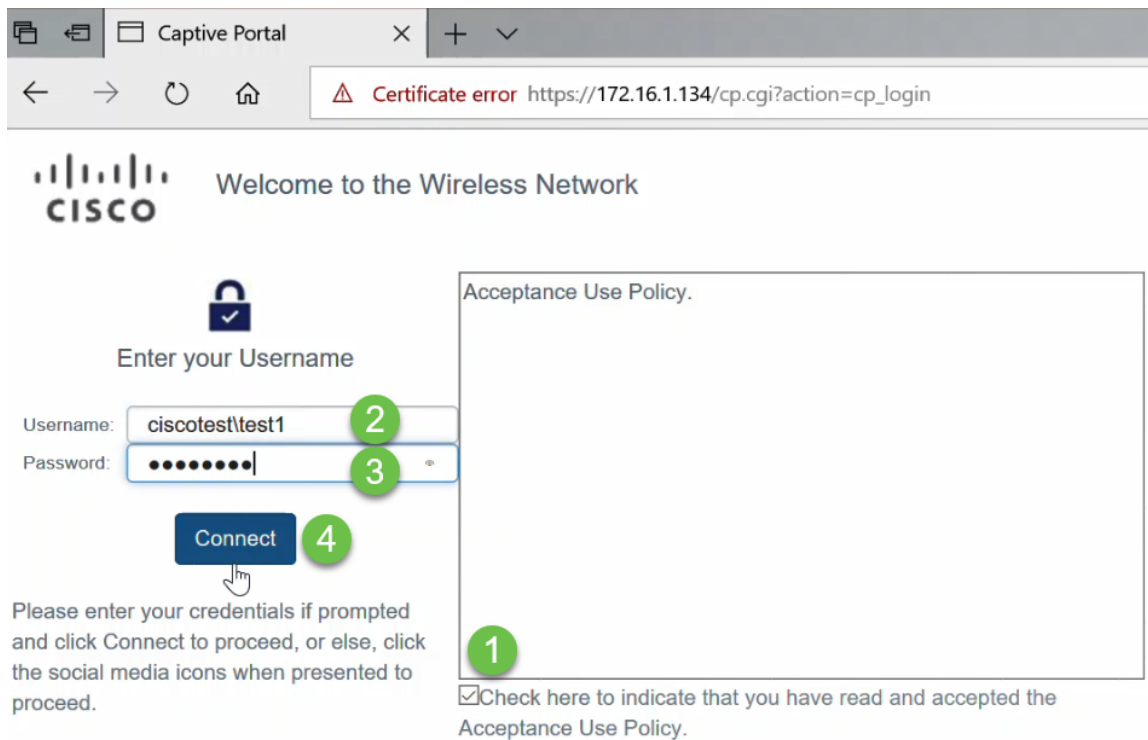 Captive Portal
Certificate error https://172.16.1.134/cp.cgi?action=cp_login
CISCO
Welcome to the Wireless Network
Enter your Username
Username: ciscotest\test1 2
Password: ●●●●●●●● 3
Connect 4
Please enter your credentials if prompted
and click Connect to proceed, or else, click
the social media icons when presented to
proceed.
Acceptance Use Policy.
1
Check here to indicate that you have read and accepted the
Acceptance Use Policy.